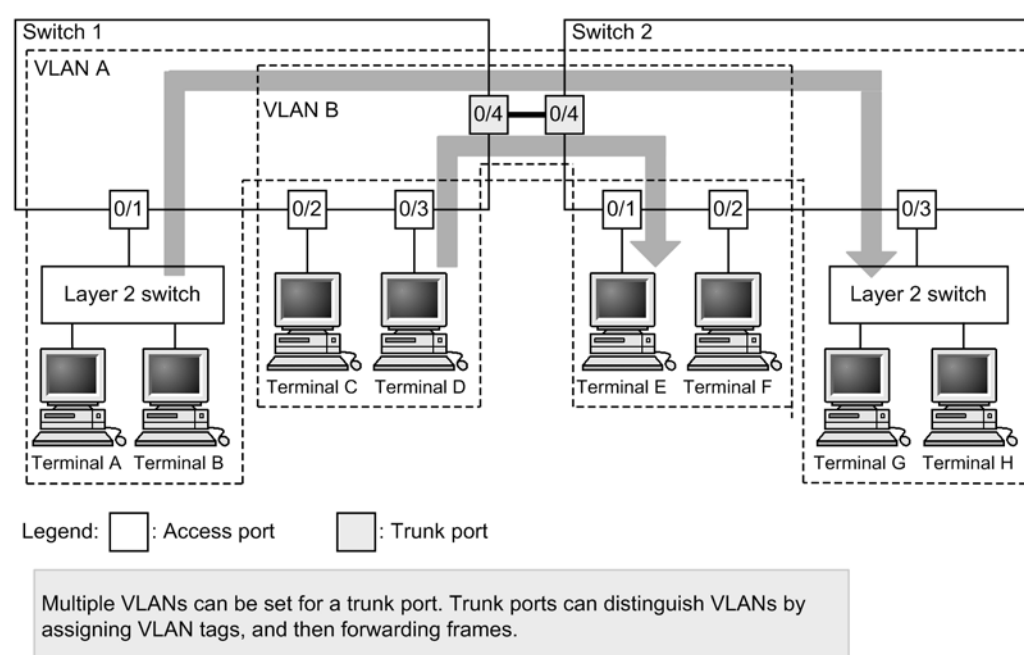 Switch 1
Switch 2
VLAN A
VLAN B
0/4
0/4
0/1
0/2
0/3
0/1
0/2
0/3
Layer 2 switch
Layer 2 switch
Terminal C
Terminal D
Terminal E
Terminal F
Terminal A
Terminal B
Terminal G
Terminal H
Legend: : Access port : Trunk port
Multiple VLANs can be set for a trunk port. Trunk ports can distinguish VLANs by
assigning VLAN tags, and then forwarding frames.